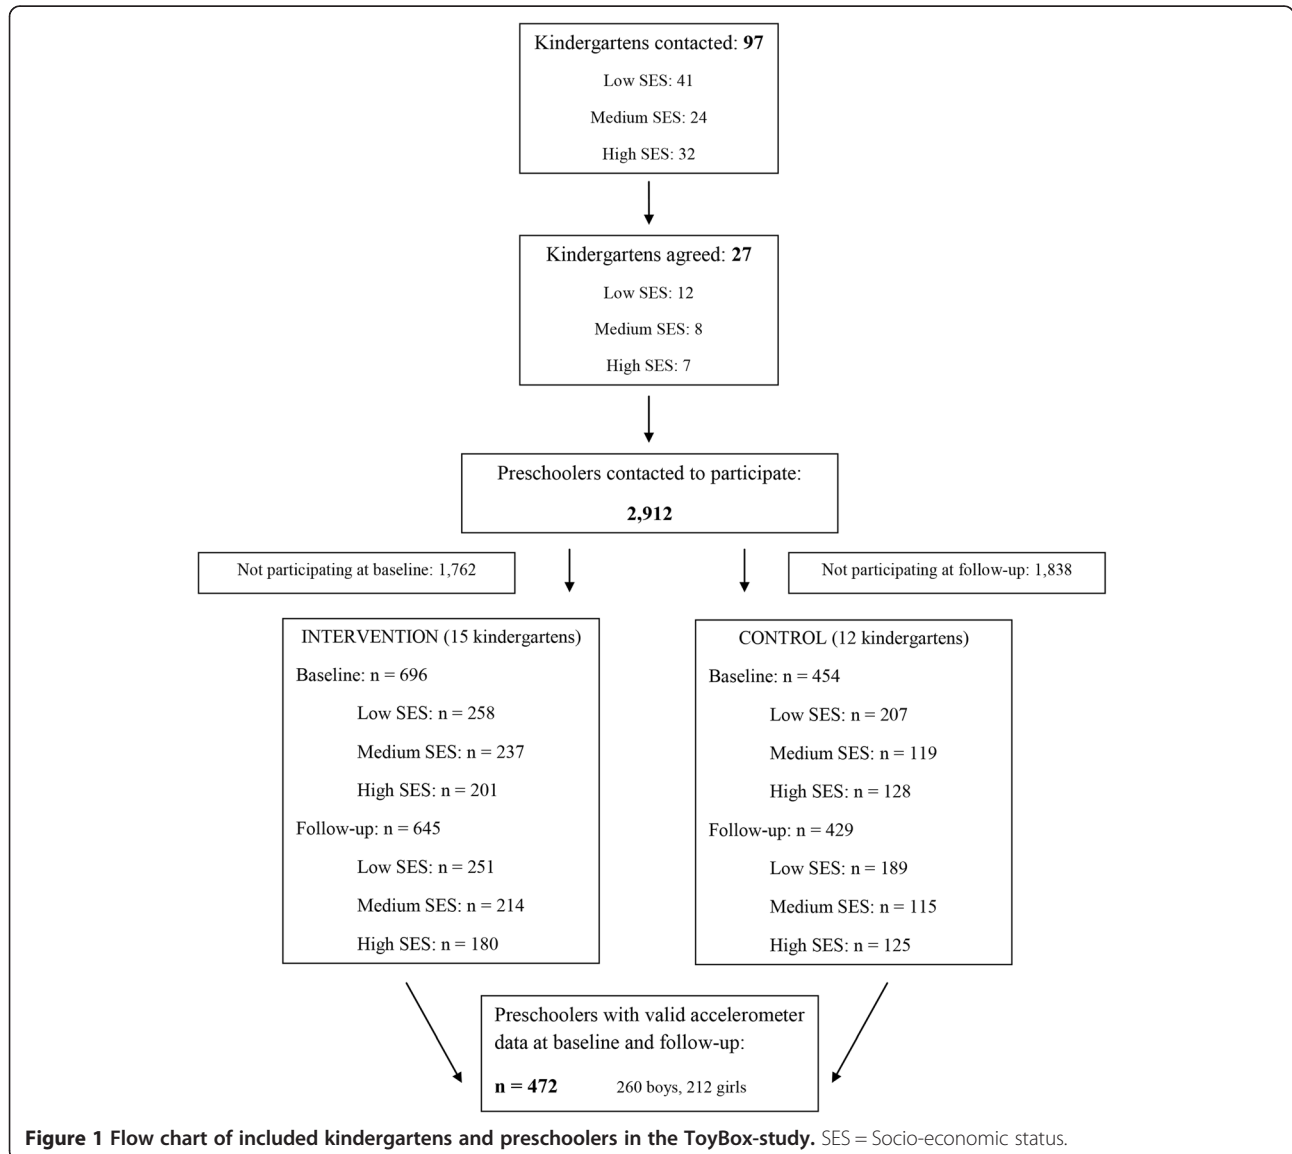 Kindergartens contacted: 97
Low SES: 41
Medium SES: 24
High SES: 32
Kindergartens agreed: 27
Low SES: 12
Medium SES: 8
High SES: 7
Preschoolers contacted to participate:
2,912
Not participating at baseline: 1,762
Not participating at follow-up: 1,838
INTERVENTION (15 kindergartens)
Baseline: n = 696
Low SES: n = 258
Medium SES: n = 237
High SES: n = 201
Follow-up: n = 645
Low SES: n = 251
Medium SES: n = 214
High SES: n = 180
CONTROL (12 kindergartens)
Baseline: n = 454
Low SES: n = 207
Medium SES: n = 119
High SES: n = 128
Follow-up: n = 429
Low SES: n = 189
Medium SES: n = 115
High SES: n = 125
Preschoolers with valid accelerometer
data at baseline and follow-up:
n = 472 260 boys, 212 girls
Figure 1 Flow chart of included kindergartens and preschoolers in the ToyBox-study. SES = Socio-economic status.